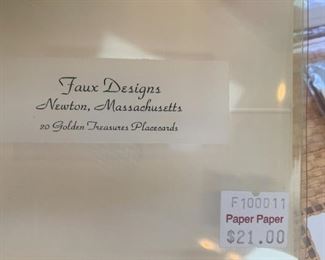 Faux Designs
Newton, Massachusetts
20 Golden Treasures Placecards
F100011
Paper Paper
$21.00